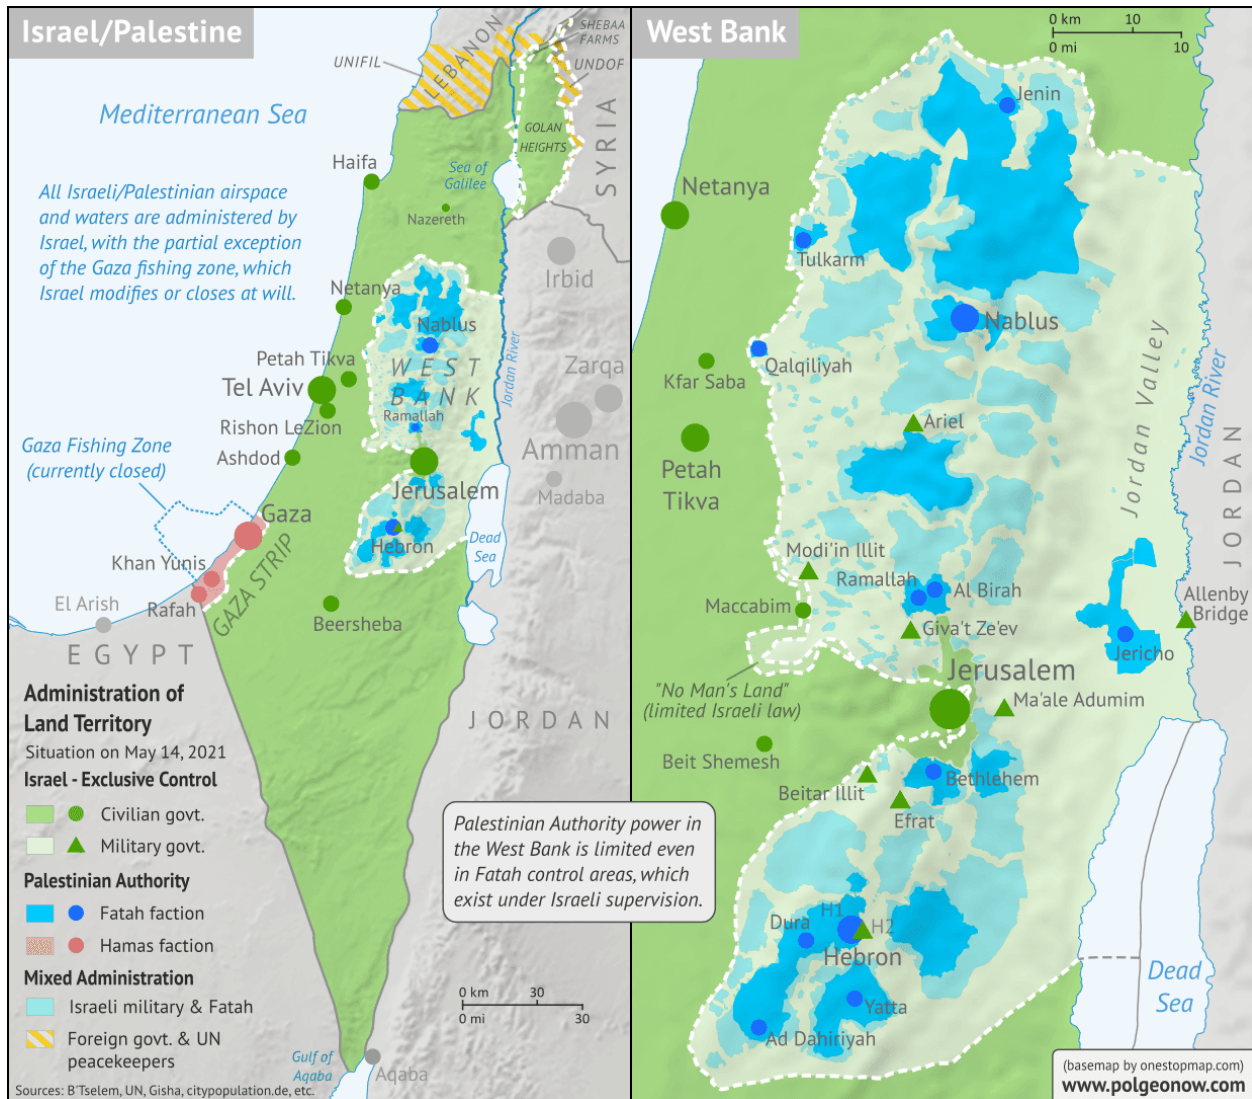 Israel/Palestine
SHEBAA
FARMS
UNIFIL
LEBANON
UNDOF
Mediterranean Sea
GOLAN
HEIGHTS
SYRIA
Haifa
Sea of
Galilee
All Israeli/Palestinian airspace
and waters are administered by
Israel, with the partial exception
of the Gaza fishing zone, which
Israel modifies or closes at will.
Nazereth
Irbid
Netanya
Nablus
Jordan River
Petah Tikva
WEST
BANK
Zarqa
Tel Aviv
Ramallah
Rishon LeZion
Amman
Gaza Fishing Zone
(currently closed)
Ashdod
Jerusalem
Madaba
Gaza
Hebron
Dead
Sea
Khan Yunis
GAZA STRIP
El Arish
Rafah
Beersheba
EGYPT
JORDAN
Administration of
Land Territory
Situation on May 14, 2021
Israel - Exclusive Control
Civilian govt.
Military govt.
Palestinian Authority
Fatah faction
Hamas faction
Mixed Administration
Israeli military & Fatah
Foreign govt. & UN
peacekeepers
Palestinian Authority power in
the West Bank is limited even
in Fatah control areas, which
exist under Israeli supervision.
0 km 30
0 mi 30
Gulf of
Aqaba
Aqaba
Sources: B'Tselem, UN, Gisha, citypopulation.de, etc.
West Bank
0 km 10
0 mi 10
Jenin
Netanya
Tulkarm
Nablus
Qalqiliyah
Kfar Saba
Jordan Valley
Jordan River
Ariel
Petah
Tikva
JORDAN
Modi'in Illit
Ramallah
Al Birah
Maccabim
Allenby
Bridge
Giva't Ze'ev
Jericho
Jerusalem
"No Man's Land"
(limited Israeli law)
Ma'ale Adumim
Beit Shemesh
Bethlehem
Beitar Illit
Efrat
H1
Dura
H2
Hebron
Yatta
Dead
Sea
Ad Dahiriyah
(basemap by onestopmap.com)
www.polgeonow.com